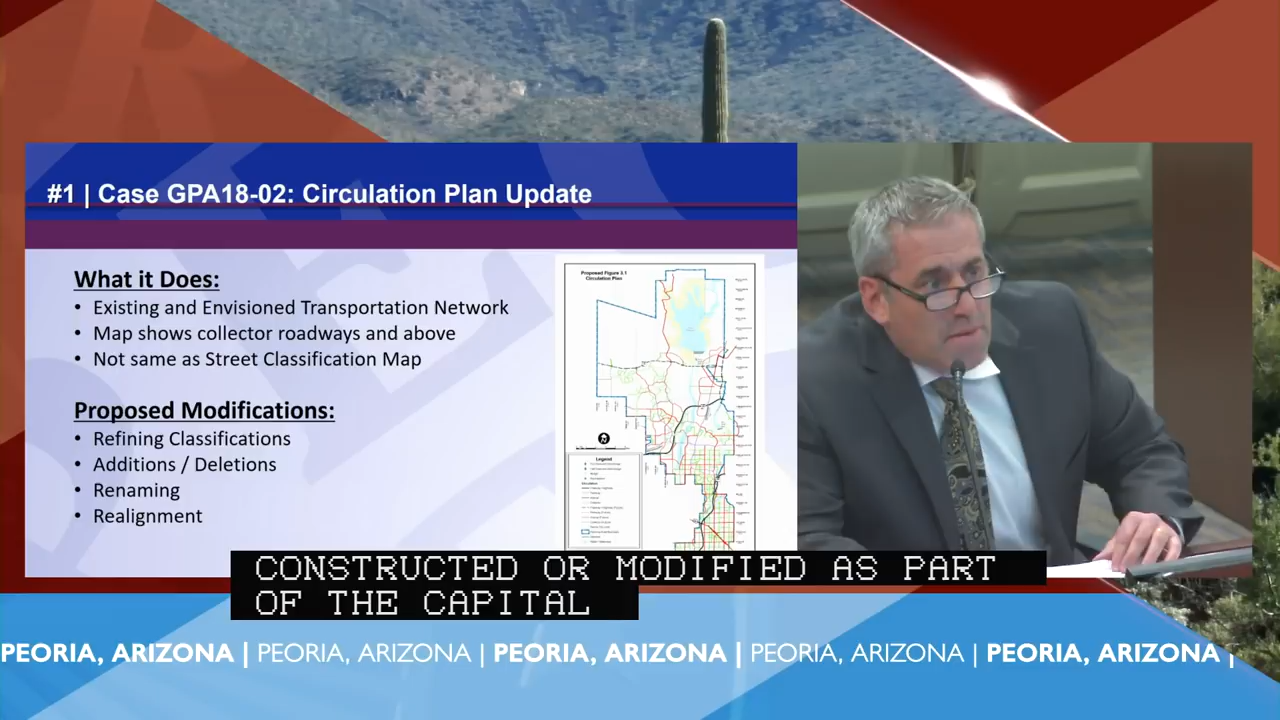 #1 | Case GPA18-02: Circulation Plan Update
What it Does:
• Existing and Envisioned Transportation Network
• Map shows collector roadways and above
• Not same as Street Classification Map
Proposed Modifications:
• Refining Classifications
• Additions / Deletions
• Renaming
• Realignment
Proposed Figure 3.1
Circulation Plan
Legend
CONSTRUCTED OR MODIFIED AS PART
OF THE CAPITAL
PEORIA, ARIZONA | PEORIA, ARIZONA | PEORIA, ARIZONA | PEORIA, ARIZONA | PEORIA, ARIZONA |